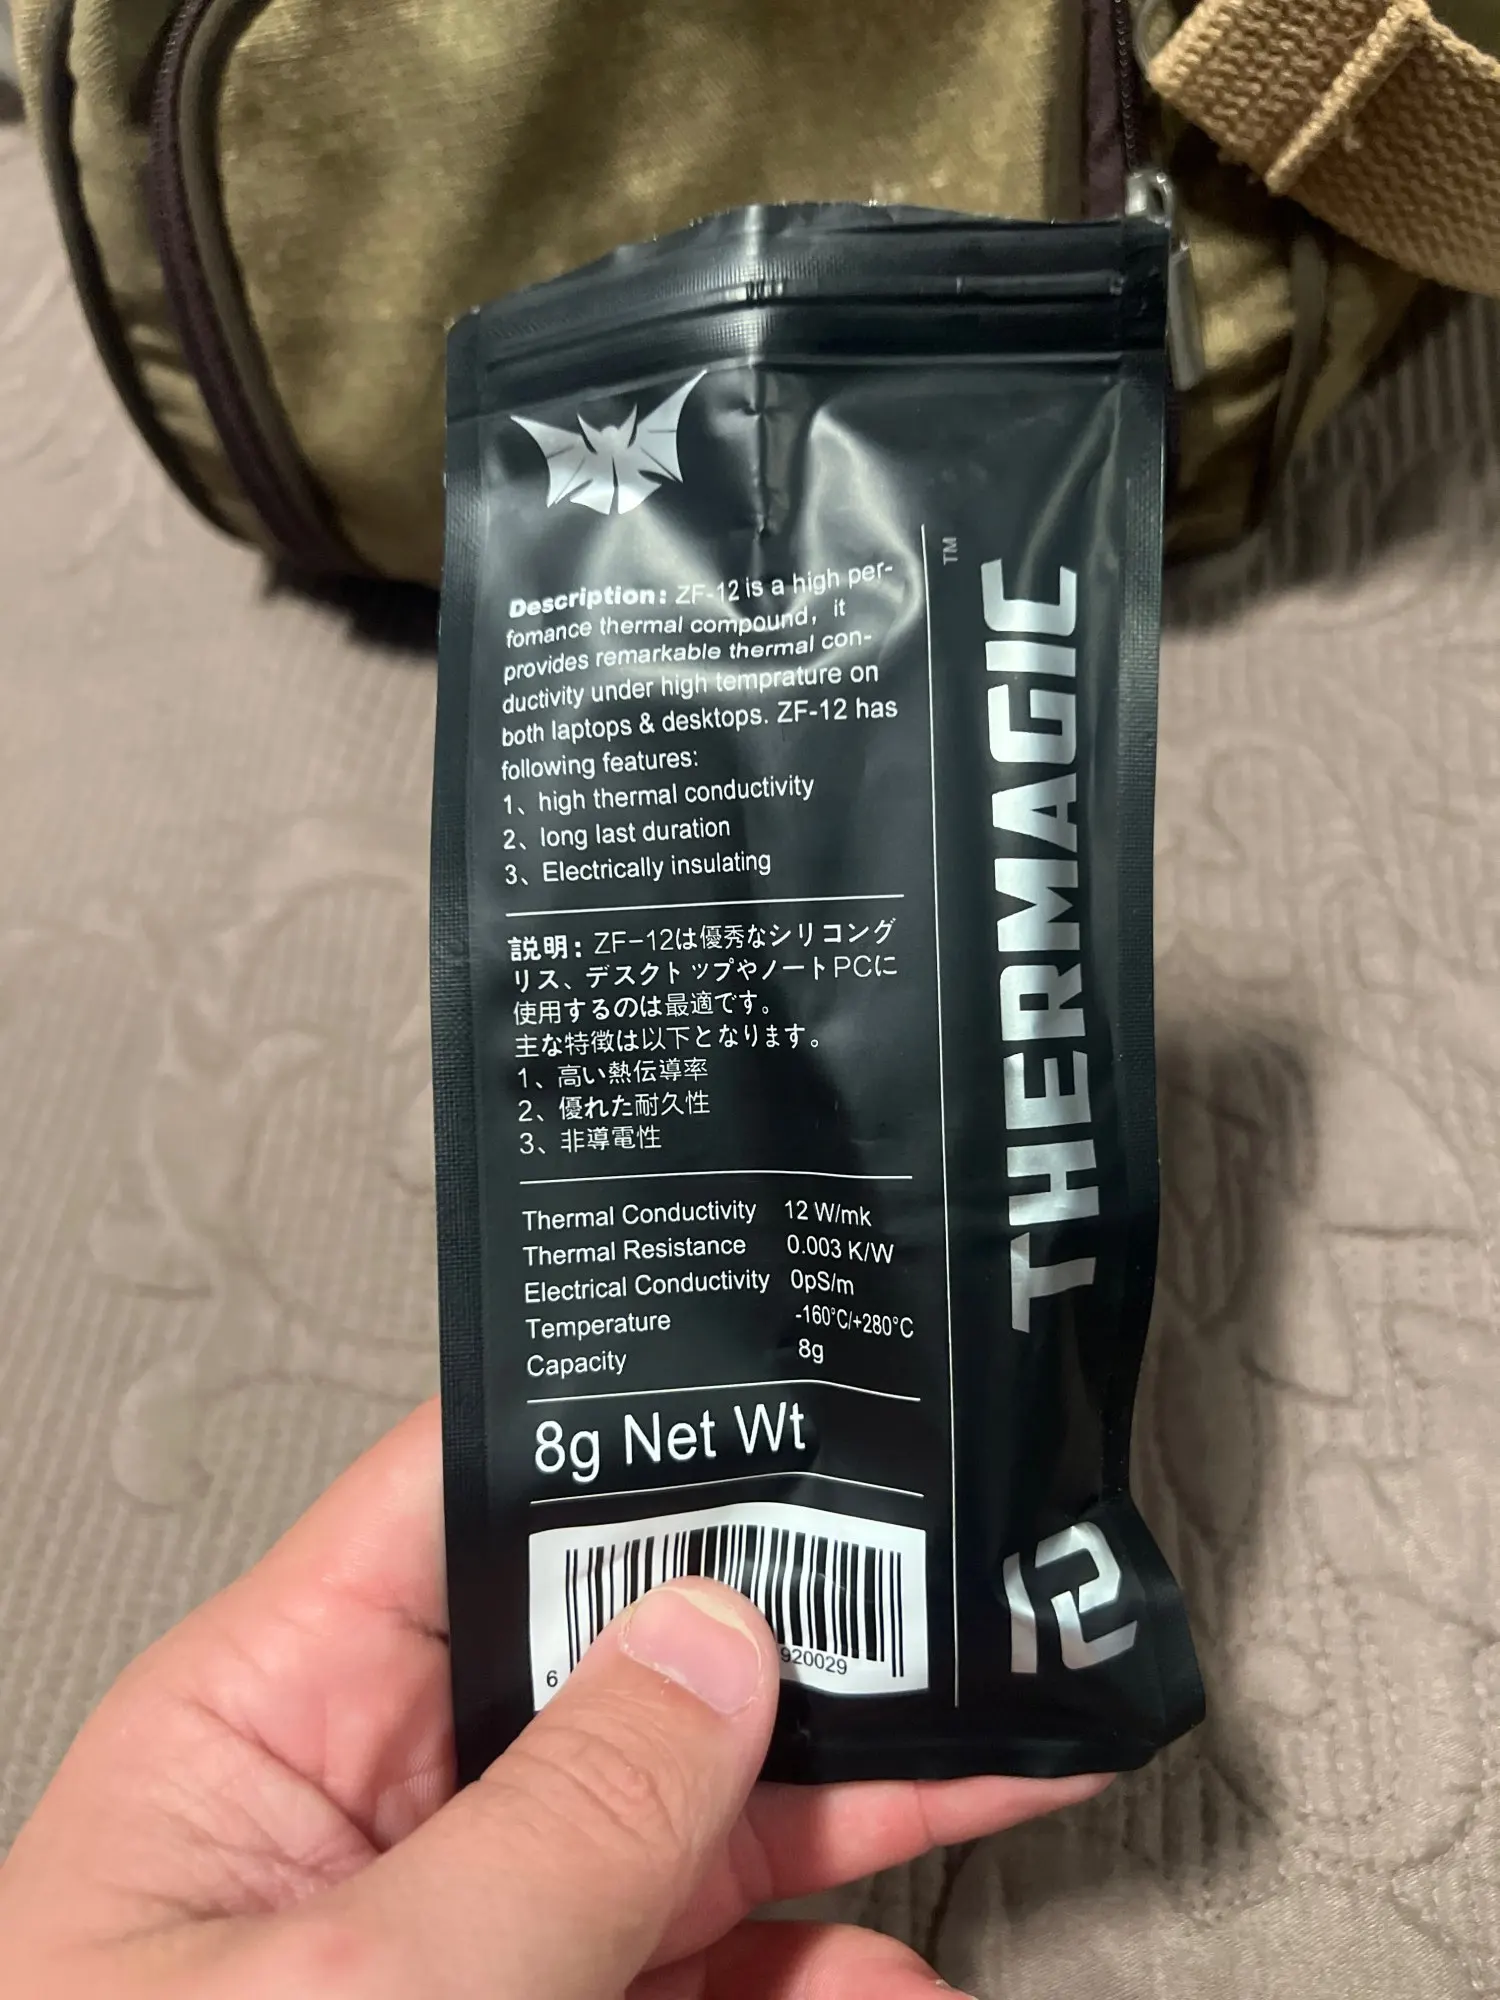 Description: ZF-12 is a high per-
fomance thermal compound, it
provides remarkable thermal con-
ductivity under high temprature on
both laptops & desktops. ZF-12 has
following features:
1、high thermal conductivity
2、long last duration
3、Electrically insulating
説明: ZF-12は優秀なシリコング
リス、デスクトップやノートPCに
使用するのは最適です。
主な特徴は以下となります。
1、高い熱伝導率
2、優れた耐久性
3、非導電性
Thermal Conductivity 12 W/mk
Thermal Resistance 0.003 K/W
Electrical Conductivity 0pS/m
Temperature -160°C/+280°C
Capacity 8g
8g Net Wt
6 920029
THERMAGIC™